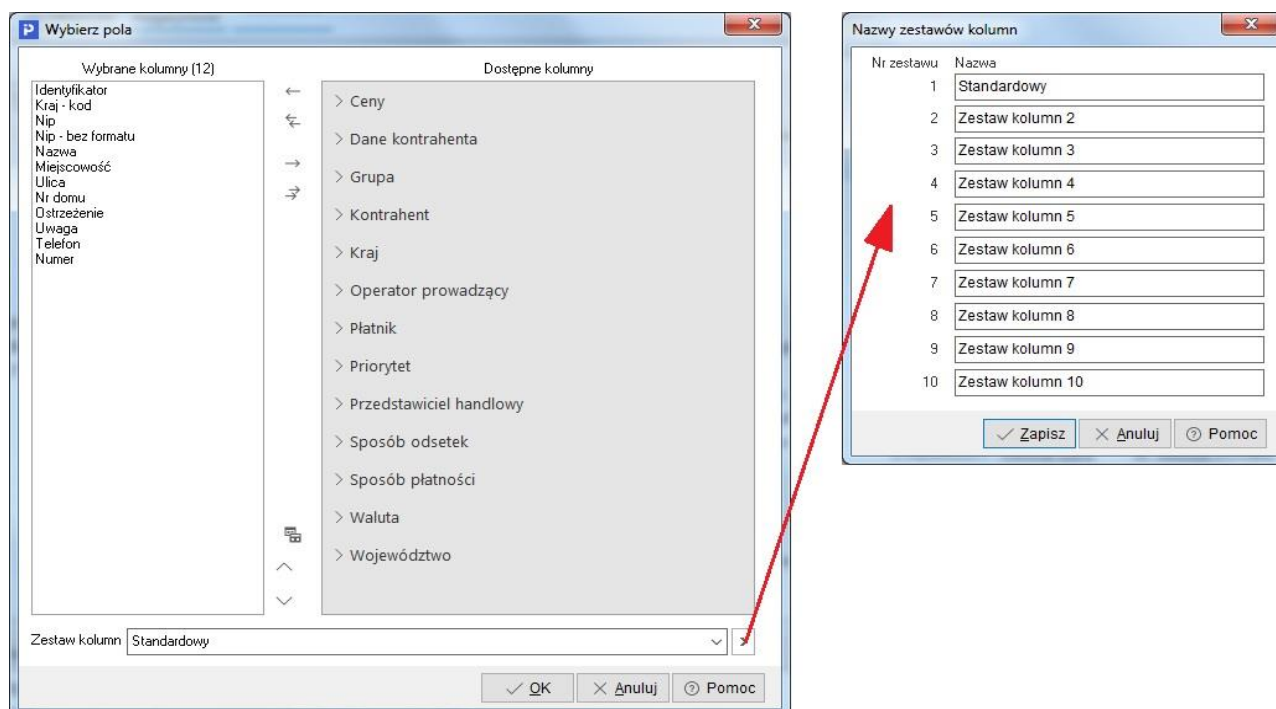 Wybierz pola
Wybrane kolumny (12)
Identyfikator
Kraj - kod
Nip
Nip - bez formatu
Nazwa
Miejscowość
Ulica
Nr domu
Ostrzeżenie
Uwaga
Telefon
Numer
Dostępne kolumny
Ceny
Dane kontrahenta
Grupa
Kontrahent
Kraj
Operator prowadzący
Płatnik
Priorytet
Przedstawiciel handlowy
Sposób odsetek
Sposób płatności
Waluta
Województwo
Zestaw kolumn Standardowy
OK Anuluj Pomoc
Nazwy zestawów kolumn
Nr zestawu Nazwa
1 Standardowy
2 Zestaw kolumn 2
3 Zestaw kolumn 3
4 Zestaw kolumn 4
5 Zestaw kolumn 5
6 Zestaw kolumn 6
7 Zestaw kolumn 7
8 Zestaw kolumn 8
9 Zestaw kolumn 9
10 Zestaw kolumn 10
Zapisz Anuluj Pomoc